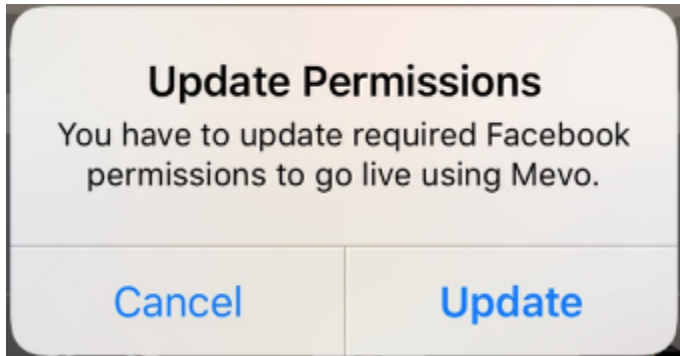 Update Permissions
You have to update required Facebook
permissions to go live using Mevo.
Cancel
Update